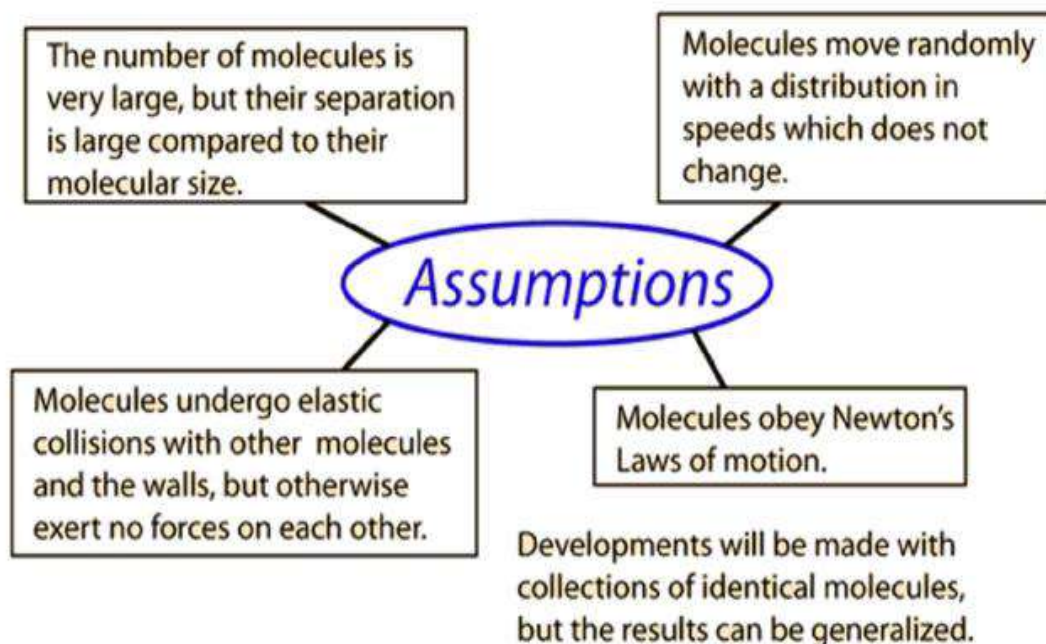 The number of molecules is
very large, but their separation
is large compared to their
molecular size.
Molecules move randomly
with a distribution in
speeds which does not
change.
Assumptions
Molecules undergo elastic
collisions with other molecules
and the walls, but otherwise
exert no forces on each other.
Molecules obey Newton's
Laws of motion.
Developments will be made with
collections of identical molecules,
but the results can be generalized.